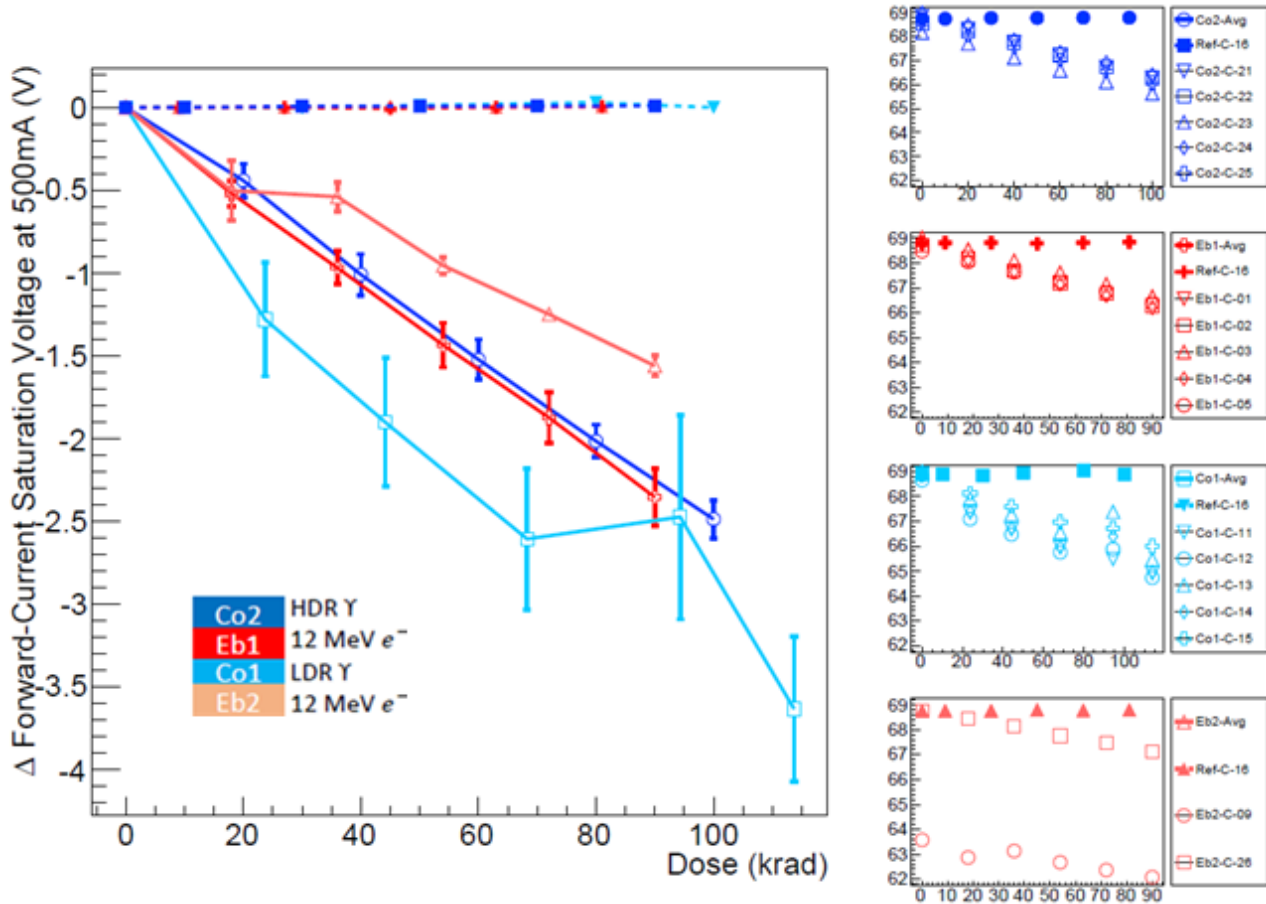 Δ Forward-Current Saturation Voltage at 500mA (V)
0
-0.5
-1
-1.5
-2
-2.5
-3
-3.5
-4
Co2 HDR ϒ
Eb1 12 MeV e⁻
Co1 LDR ϒ
Eb2 12 MeV e⁻
0 20 40 60 80 100
Dose (krad)
69
68
67
66
65
64
63
62
0 20 40 60 80 100
Co2-Avg
Ref-C-16
Co2-C-21
Co2-C-22
Co2-C-23
Co2-C-24
Co2-C-25
69
68
67
66
65
64
63
62
0 10 20 30 40 50 60 70 80 90
Eb1-Avg
Ref-C-16
Eb1-C-01
Eb1-C-02
Eb1-C-03
Eb1-C-04
Eb1-C-05
69
68
67
66
65
64
63
62
0 20 40 60 80 100
Co1-Avg
Ref-C-16
Co1-C-11
Co1-C-12
Co1-C-13
Co1-C-14
Co1-C-15
69
68
67
66
65
64
63
62
0 10 20 30 40 50 60 70 80 90
Eb2-Avg
Ref-C-16
Eb2-C-09
Eb2-C-26